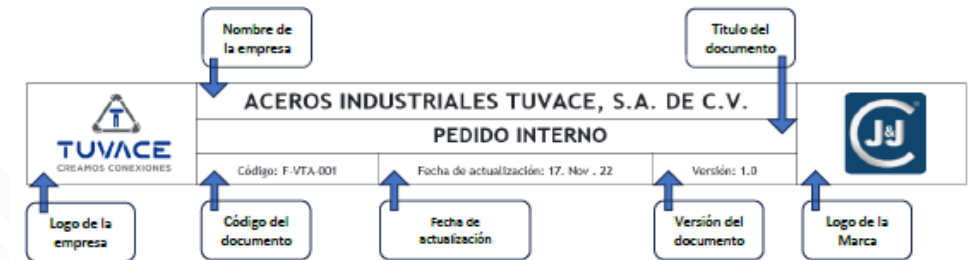 Nombre de
la empresa
Titulo del
documento
ACEROS INDUSTRIALES TUVACE, S.A. DE C.V.
PEDIDO INTERNO
TUVACE
CREAMOS CONEXIONES
Código: F-VTA-001
Fecha de actualización: 17. Nov . 22
Versión: 1.0
J&J
Logo de la
empresa
Código del
documento
Fecha de
actualización
Versión del
documento
Logo de la
Marca